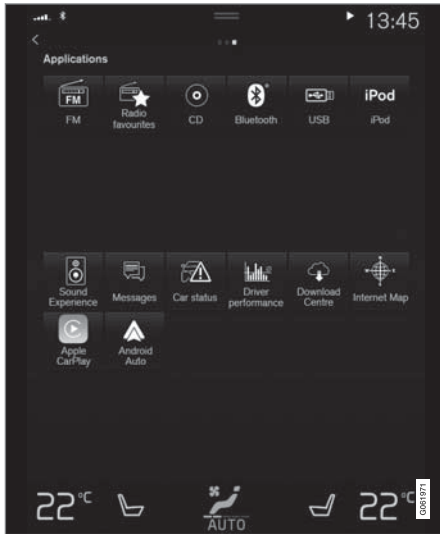 13:45
Applications
FM
iPod
FM
Radio
favourites
CD
Bluetooth
USB
iPod
Sound
Experience
Messages
Car status
Driver
performance
Download
Centre
Internet Map
Apple
CarPlay
Android
Auto
22°C
AUTO
22°C
G061971